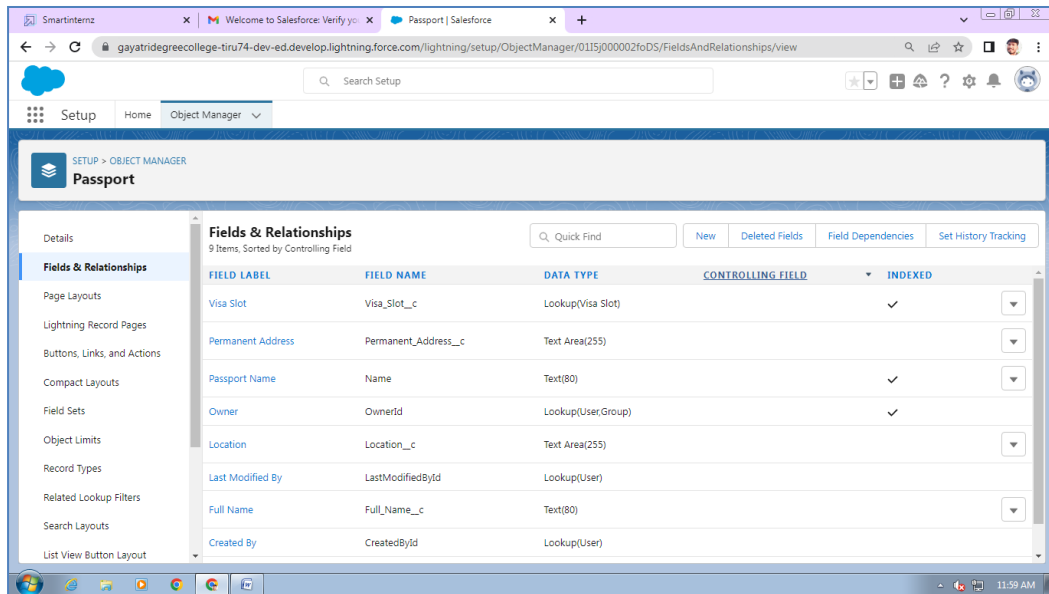 Smartinternz
Welcome to Salesforce: Verify yo
Passport | Salesforce
gayatridegreecollege-tiru74-dev-ed.develop.lightning.force.com/lightning/setup/ObjectManager/01I5j000002foDS/FieldsAndRelationships/view
Search Setup
Setup Home Object Manager
SETUP > OBJECT MANAGER
Passport
Details
Fields & Relationships
Page Layouts
Lightning Record Pages
Buttons, Links, and Actions
Compact Layouts
Field Sets
Object Limits
Record Types
Related Lookup Filters
Search Layouts
List View Button Layout
Fields & Relationships
9 Items, Sorted by Controlling Field
Quick Find New Deleted Fields Field Dependencies Set History Tracking
FIELD LABEL FIELD NAME DATA TYPE CONTROLLING FIELD INDEXED
Visa Slot Visa_Slot__c Lookup(Visa Slot)
Permanent Address Permanent_Address__c Text Area(255)
Passport Name Name Text(80)
Owner OwnerId Lookup(User,Group)
Location Location__c Text Area(255)
Last Modified By LastModifiedById Lookup(User)
Full Name Full_Name__c Text(80)
Created By CreatedById Lookup(User)
11:59 AM